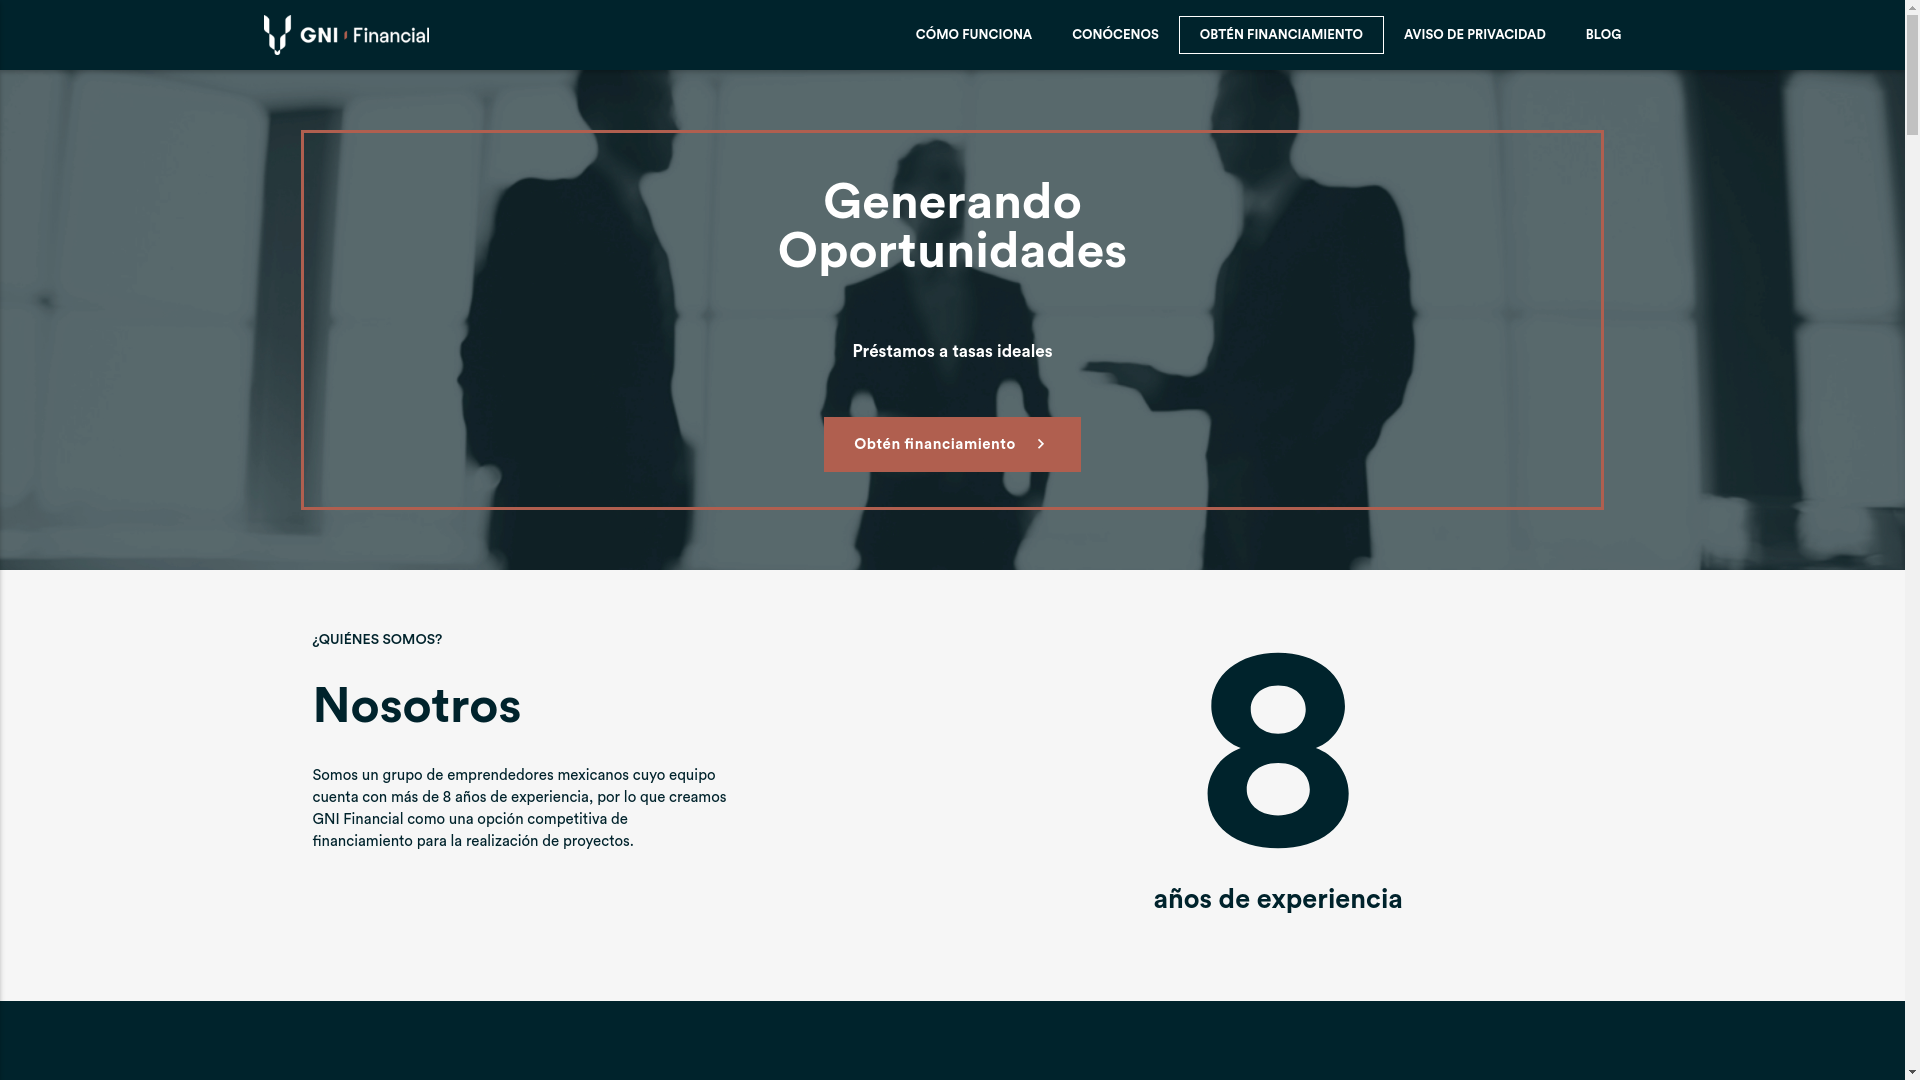 GNI Financial
CÓMO FUNCIONA
CONÓCENOS
OBTÉN FINANCIAMIENTO
AVISO DE PRIVACIDAD
BLOG
Generando
Oportunidades
Préstamos a tasas ideales
Obtén financiamiento
¿QUIÉNES SOMOS?
Nosotros
Somos un grupo de emprendedores mexicanos cuyo equipo
cuenta con más de 8 años de experiencia, por lo que creamos
GNI Financial como una opción competitiva de
financiamiento para la realización de proyectos.
8
años de experiencia